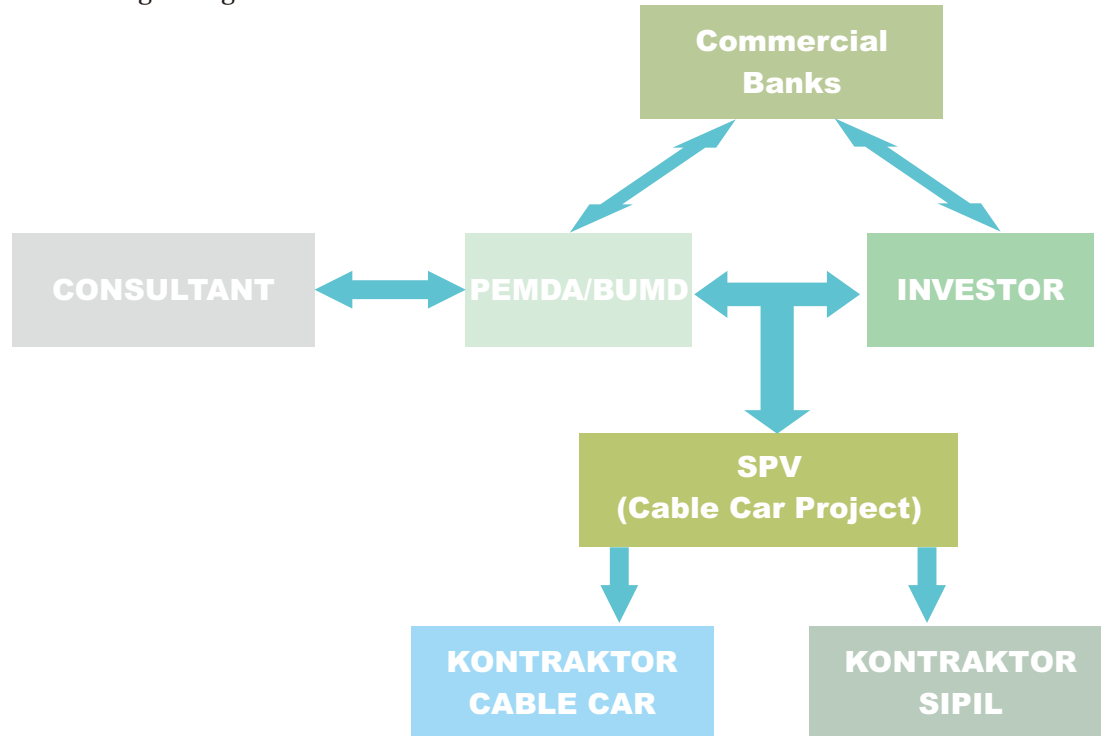 Commercial
Banks
CONSULTANT
PEMDA/BUMD
INVESTOR
SPV
(Cable Car Project)
KONTRAKTOR
CABLE CAR
KONTRAKTOR
SIPIL